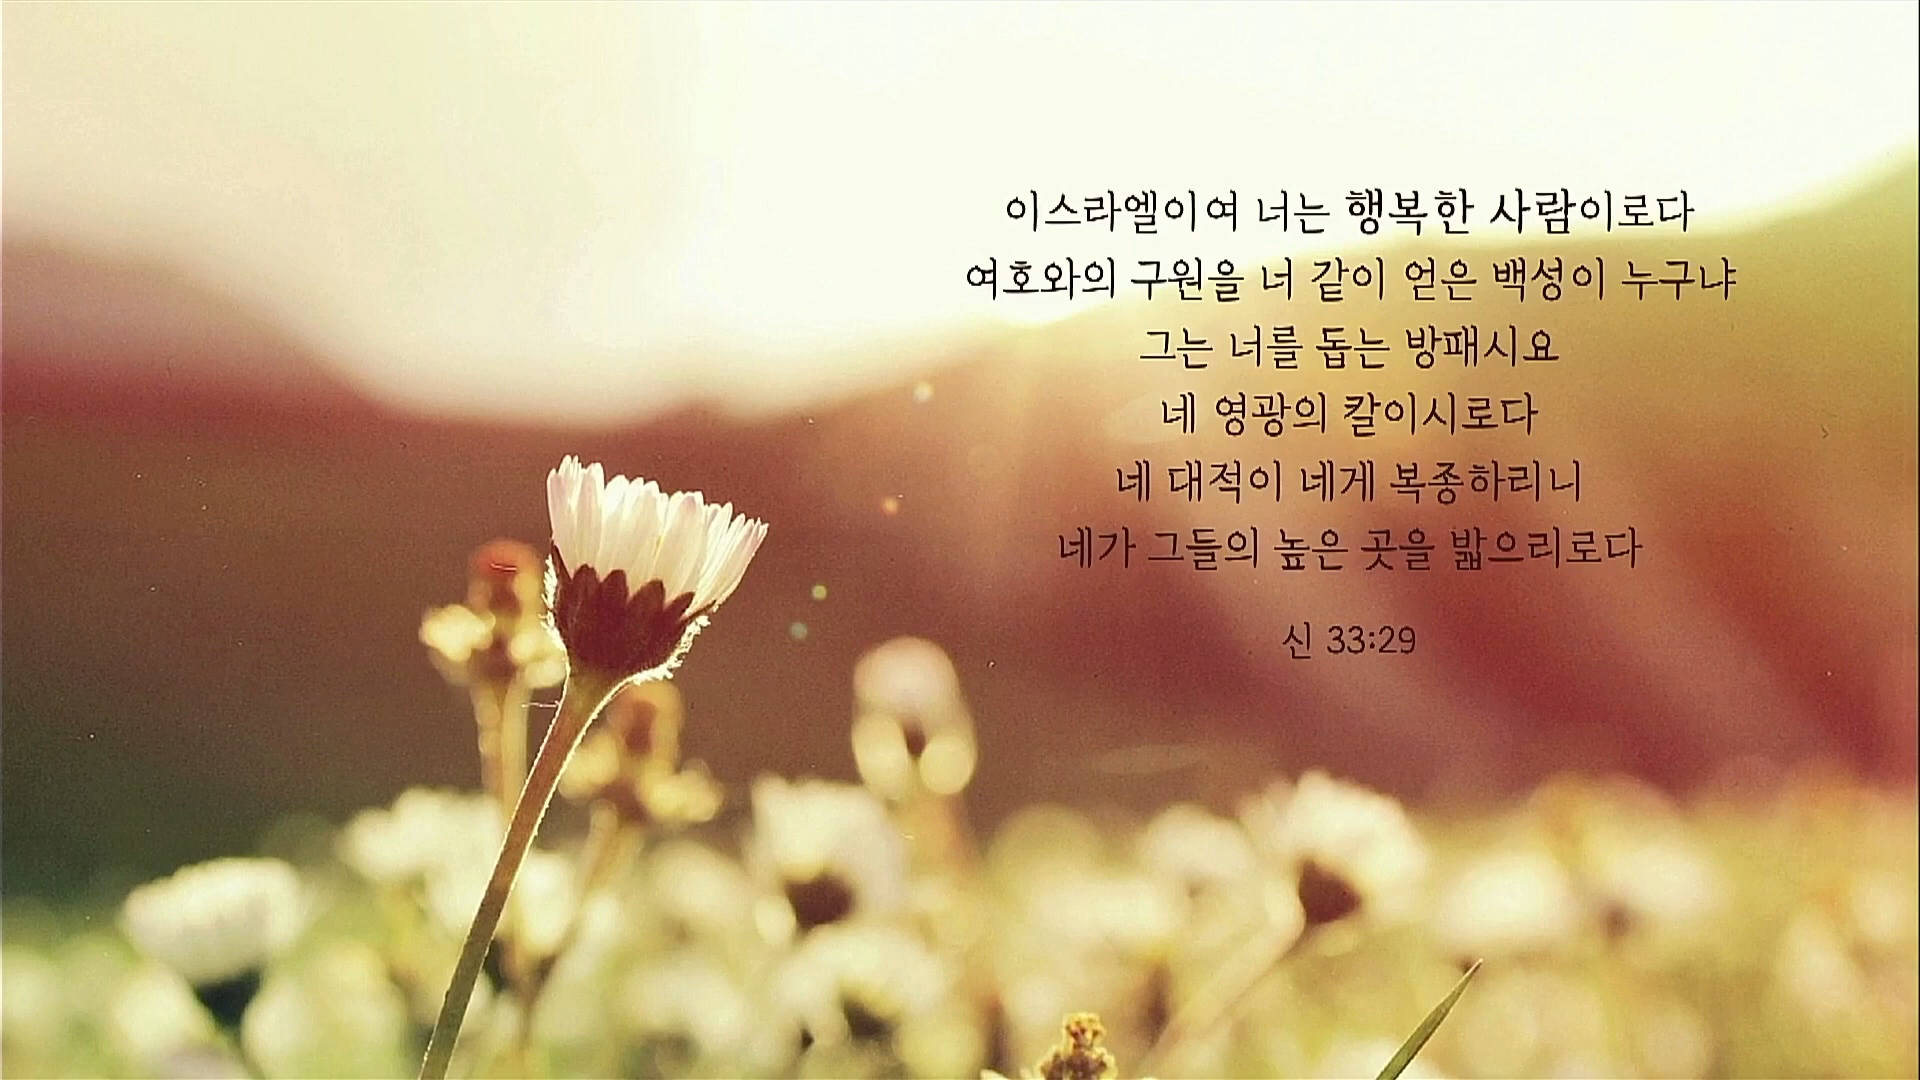 이스라엘이여 너는 행복한 사람이로다
여호와의 구원을 너 같이 얻은 백성이 누구냐
그는 너를 돕는 방패시요
네 영광의 칼이시로다
네 대적이 네게 복종하리니
네가 그들의 높은 곳을 밟으리로다
신 33:29